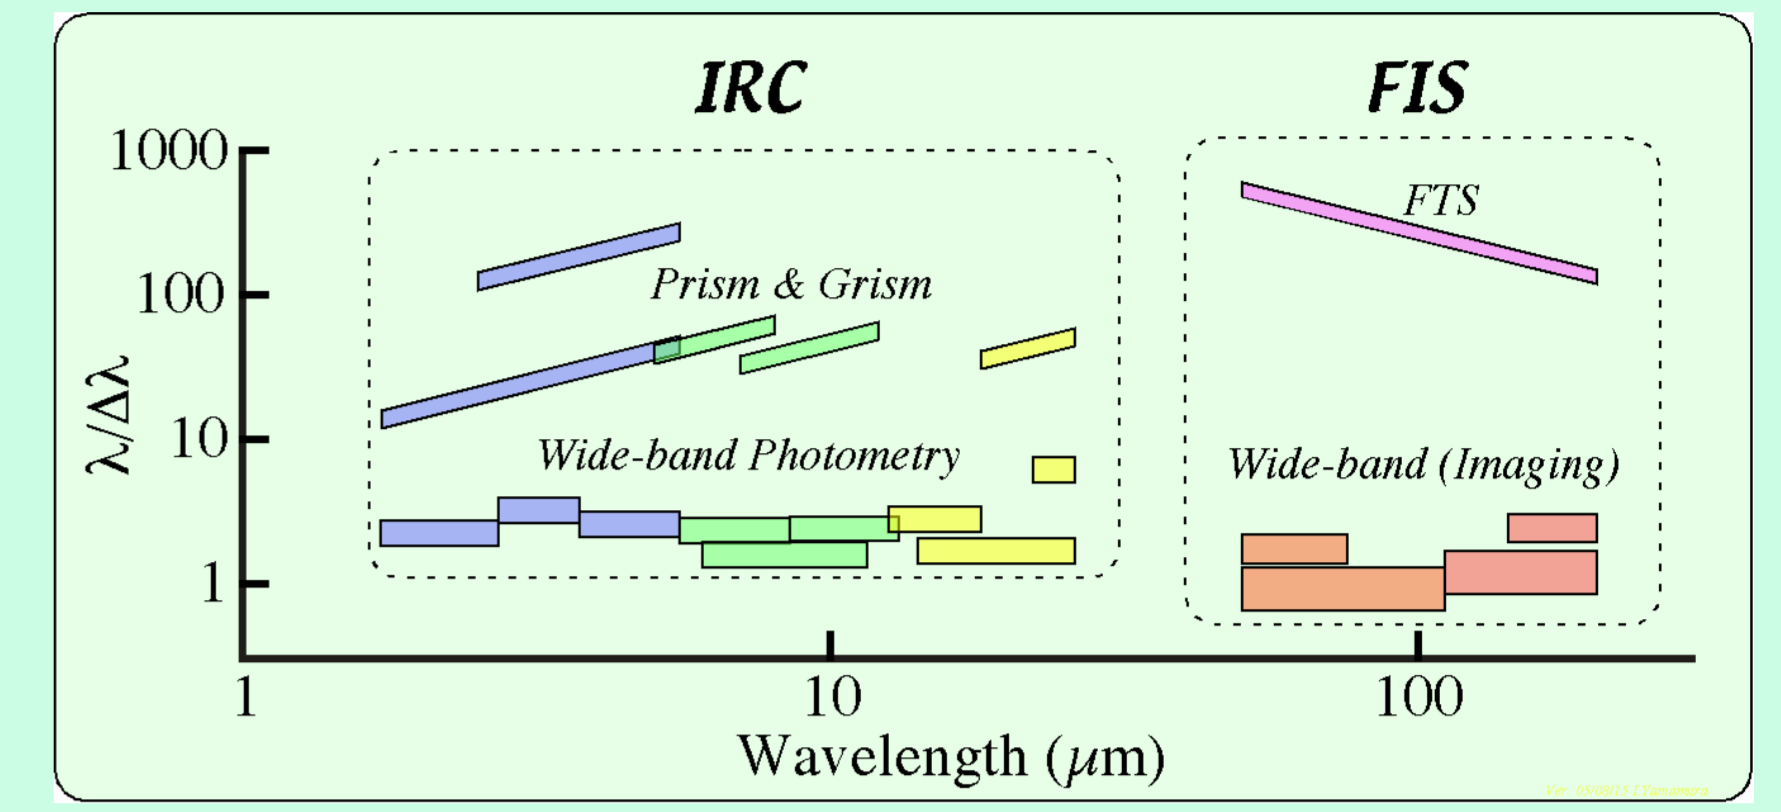 IRC
FIS
1000
FTS
Prism & Grism
100
λ/Δλ
10
Wide-band Photometry
Wide-band (Imaging)
1
1
10
100
Wavelength (μm)